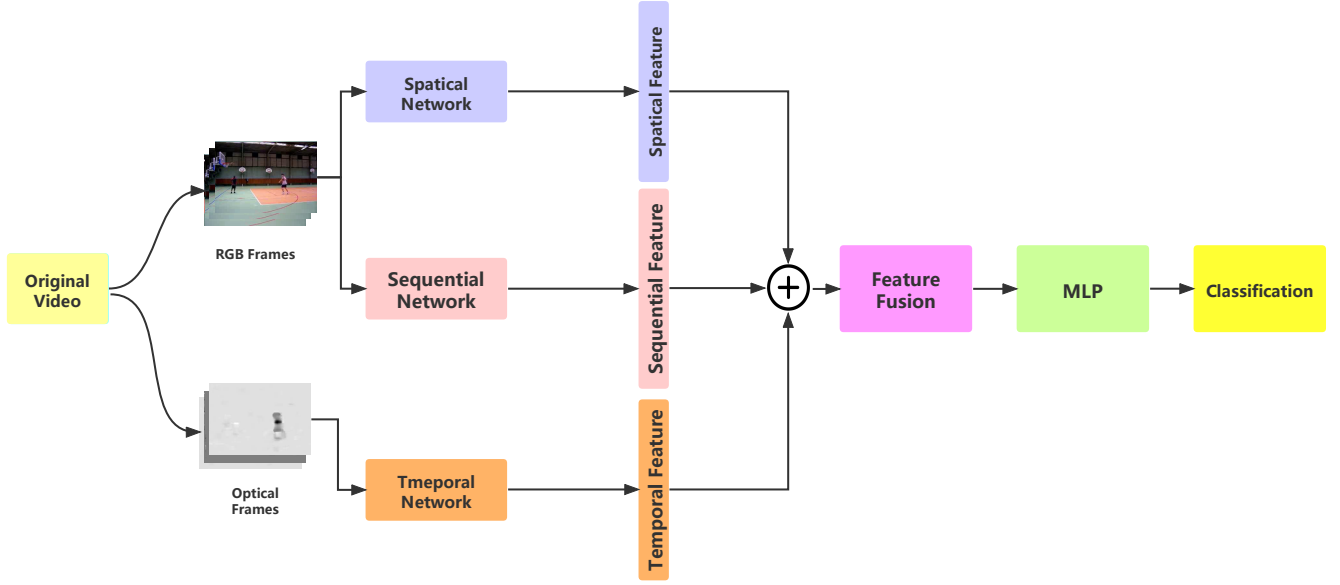 Original
Video
RGB Frames
Optical
Frames
Spatical
Network
Sequential
Network
Tmeporal
Network
Spatical Feature
Sequential Feature
Temporal Feature
Feature
Fusion
MLP
Classification